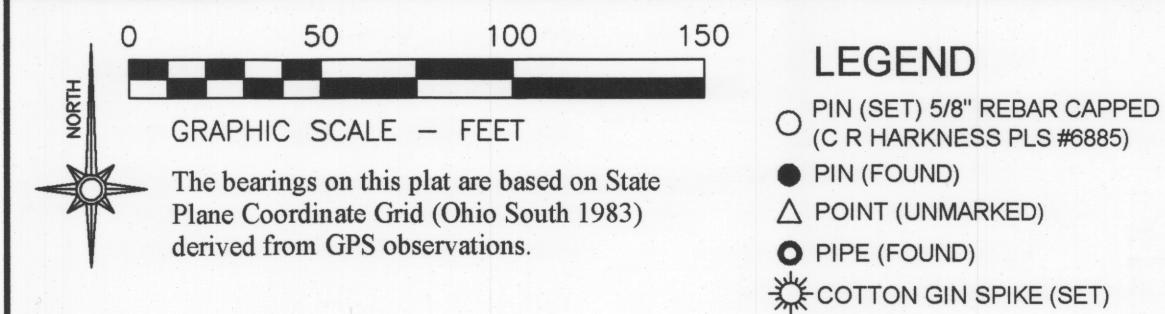 0 50 100 150
NORTH
GRAPHIC SCALE – FEET
The bearings on this plat are based on State
Plane Coordinate Grid (Ohio South 1983)
derived from GPS observations.
LEGEND
PIN (SET) 5/8" REBAR CAPPED
(C R HARKNESS PLS #6885)
PIN (FOUND)
POINT (UNMARKED)
PIPE (FOUND)
COTTON GIN SPIKE (SET)